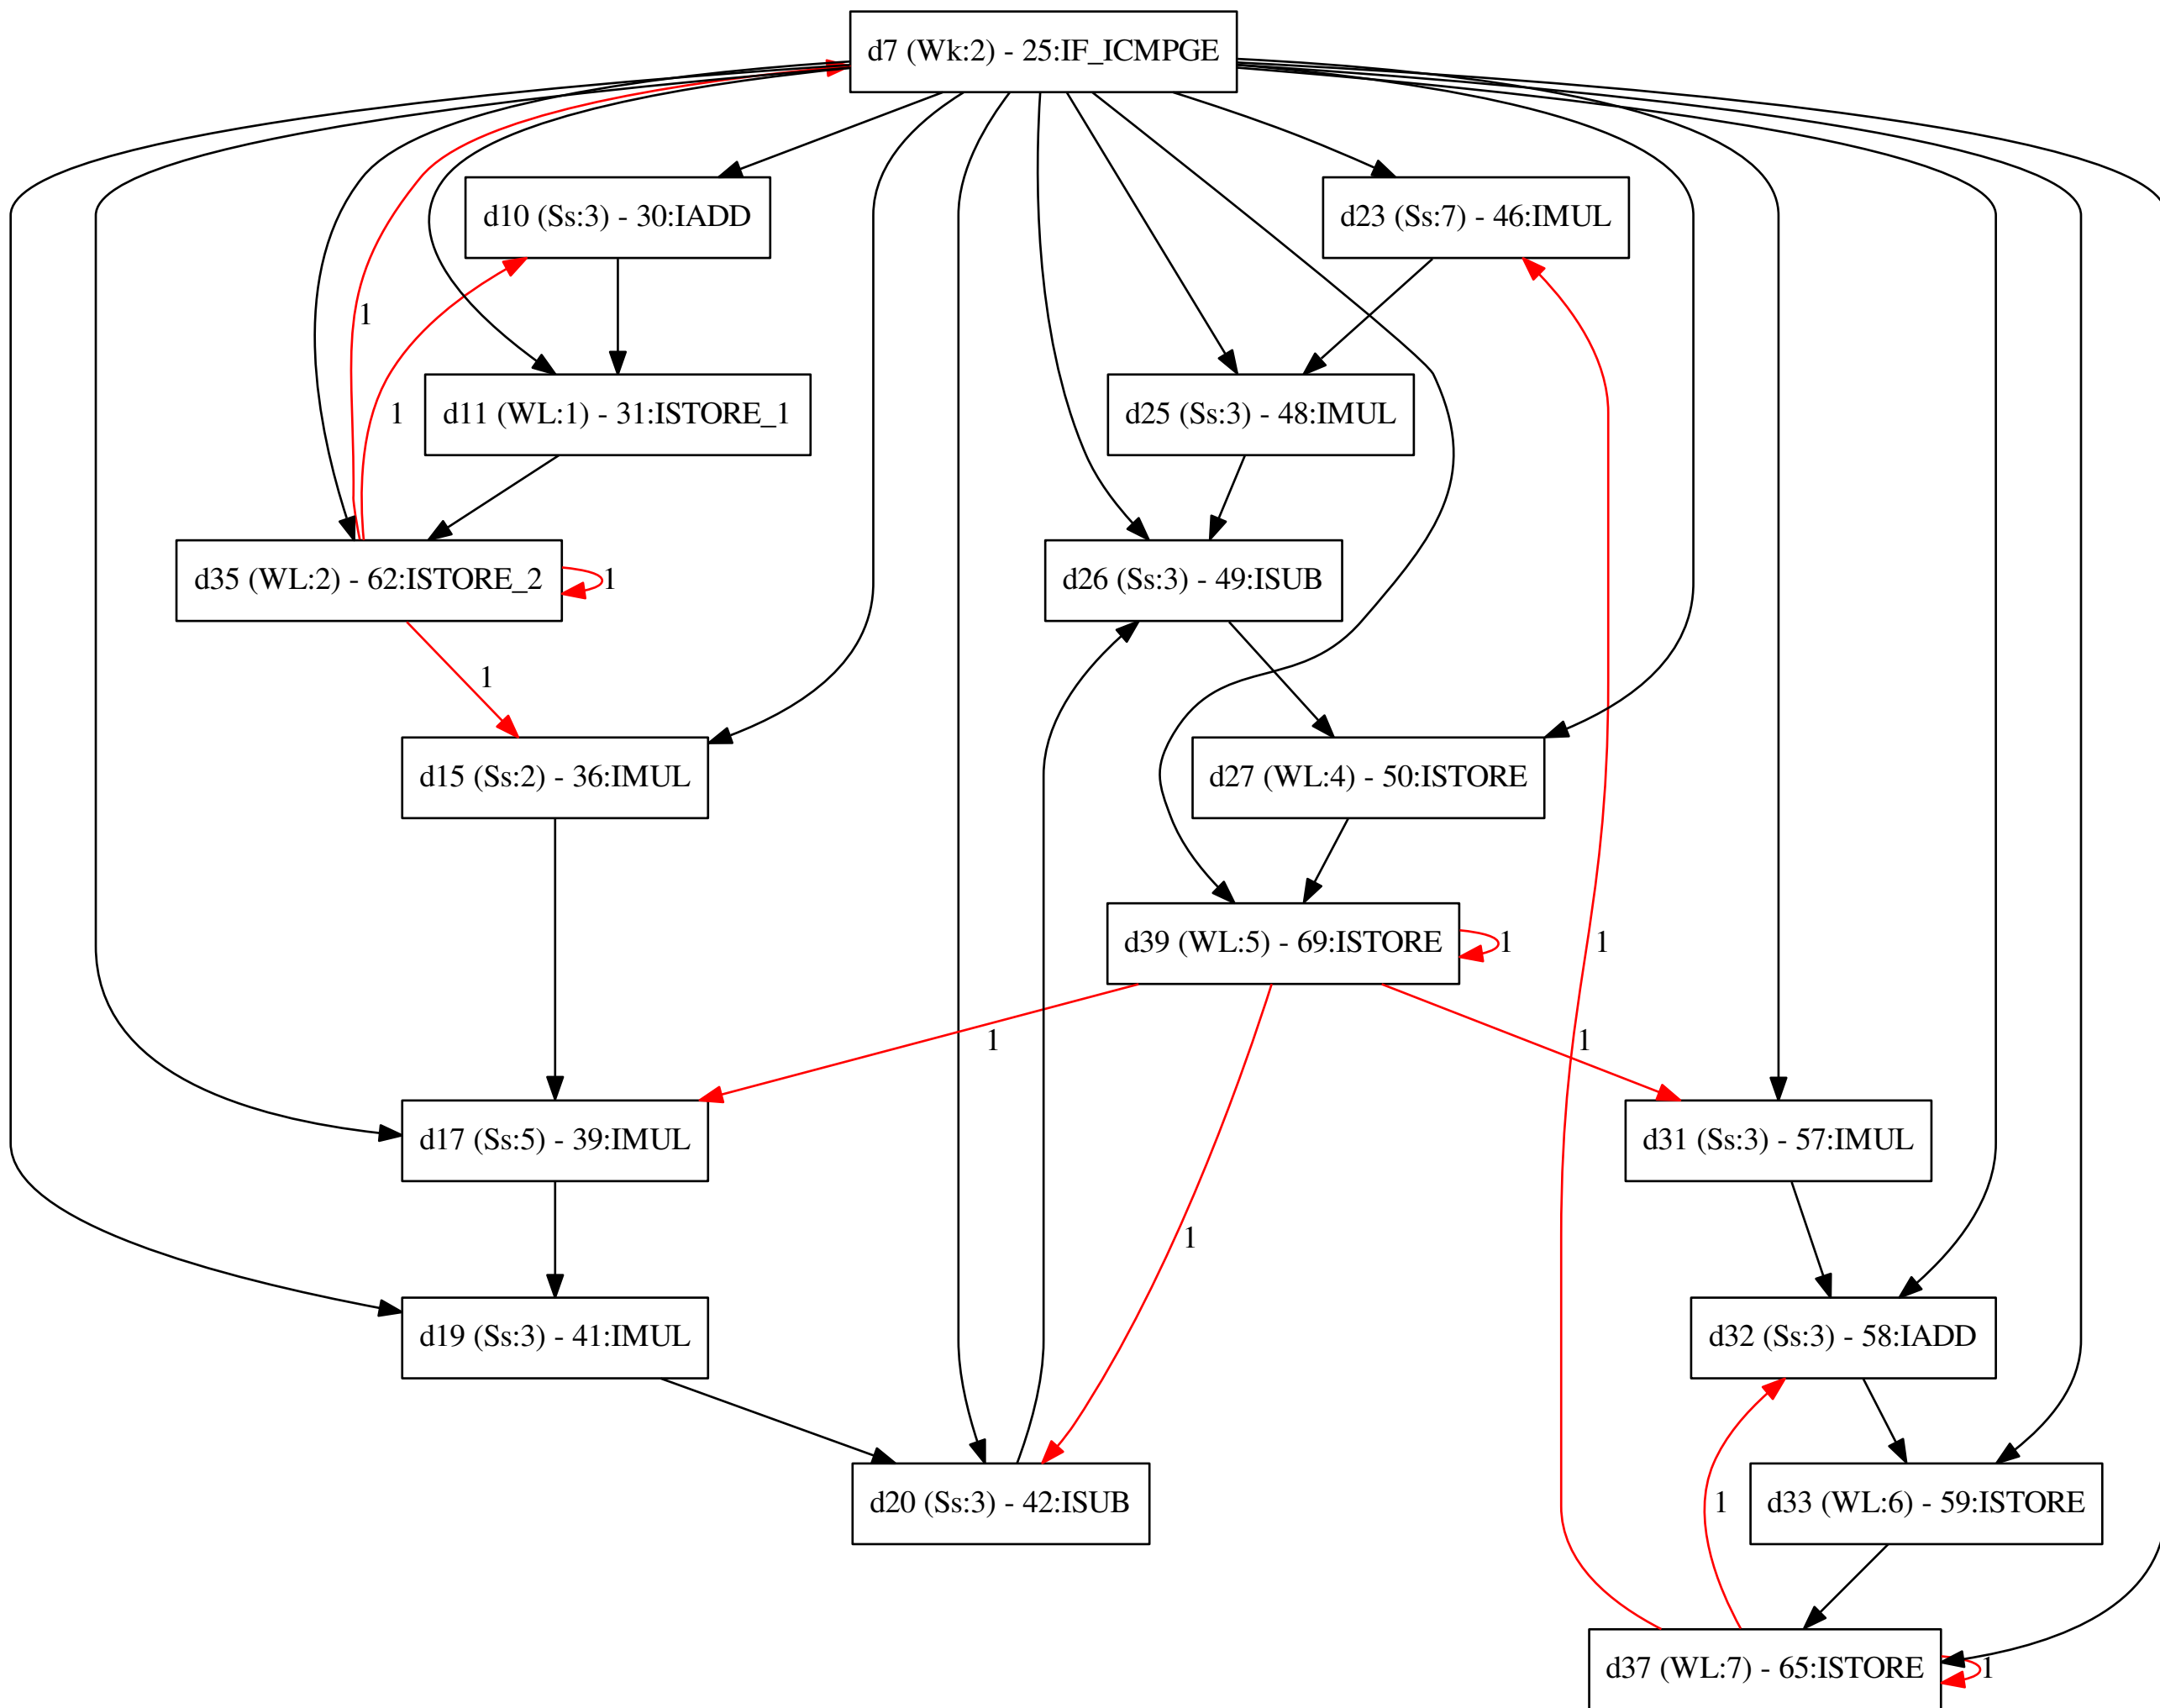 d7 (Wk:2) - 25:IF_ICMPGE
d10 (Ss:3) - 30:IADD
d23 (Ss:7) - 46:IMUL
1
1
d11 (WL:1) - 31:ISTORE_1
d25 (Ss:3) - 48:IMUL
d35 (WL:2) - 62:ISTORE_2
1
d26 (Ss:3) - 49:ISUB
1
d15 (Ss:2) - 36:IMUL
d27 (WL:4) - 50:ISTORE
d39 (WL:5) - 69:ISTORE
1
1
1
1
d17 (Ss:5) - 39:IMUL
d31 (Ss:3) - 57:IMUL
1
d19 (Ss:3) - 41:IMUL
d32 (Ss:3) - 58:IADD
d20 (Ss:3) - 42:ISUB
1
d33 (WL:6) - 59:ISTORE
d37 (WL:7) - 65:ISTORE
1